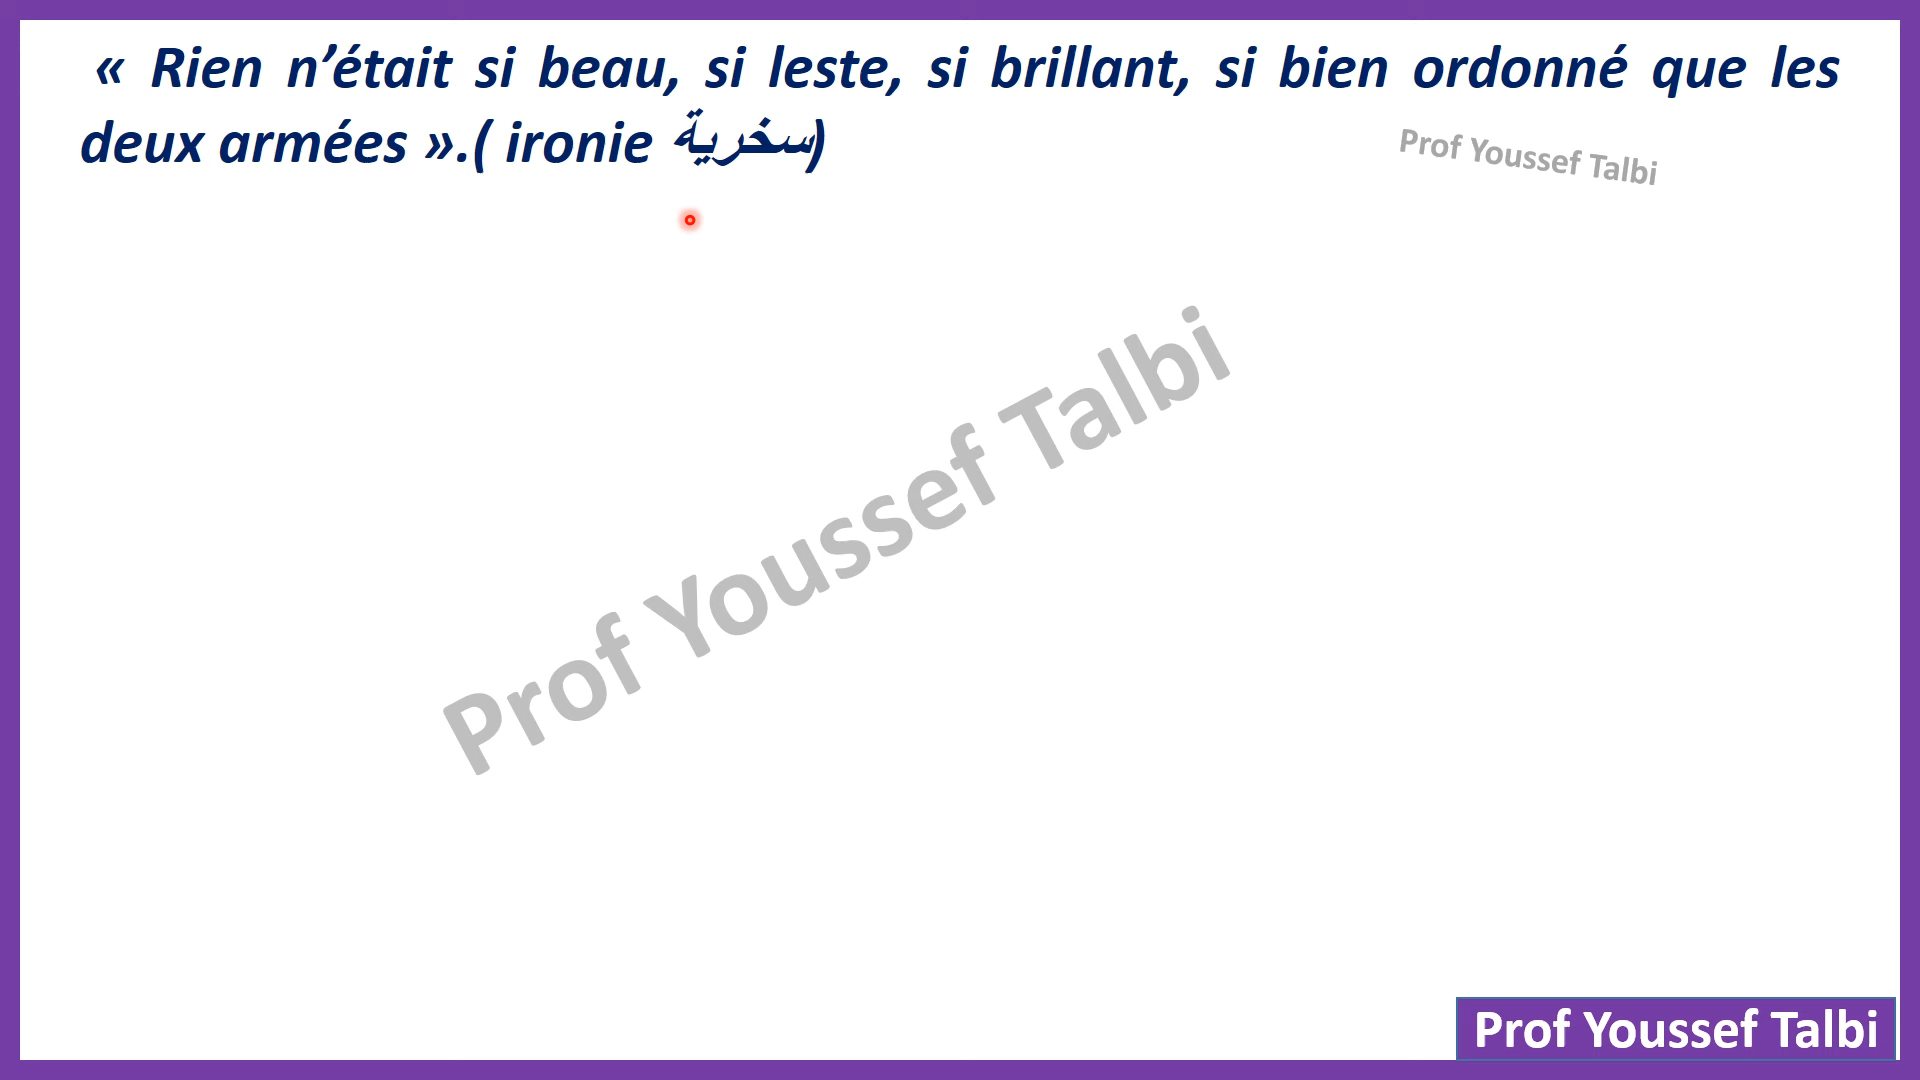 « Rien n’était si beau, si leste, si brillant, si bien ordonné que les
deux armées ».( ironie سخرية)
Prof Youssef Talbi
Prof Youssef Talbi
Prof Youssef Talbi